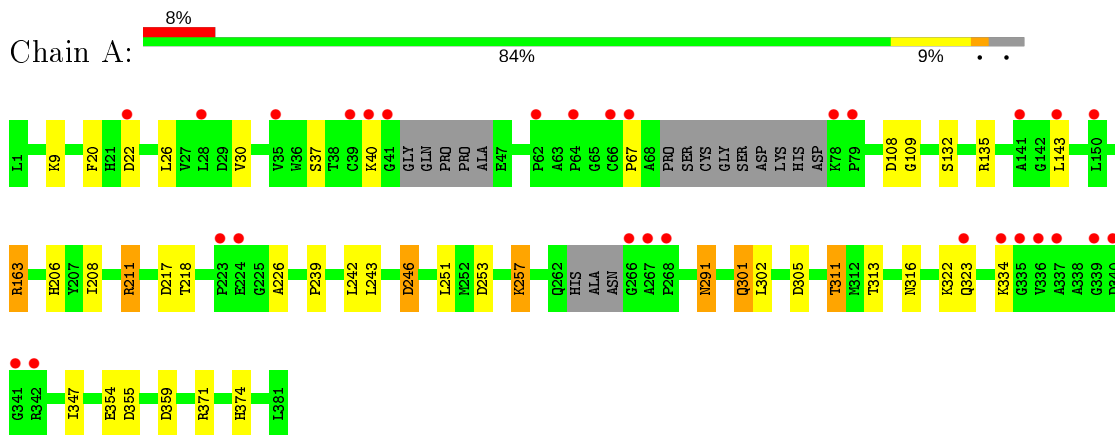 8%
Chain A:
84% 9%
L1 K9 F20 H21 D22 L26 V27 L28 D29 V30 V35 W36 S37 T38 C39 K40 G41 GLY GLN PRO PRO ALA E47 P62 A63 P64 G65 C66 P67 A68 PRO SER CYS GLY SER ASP LYS HIS ASP K78 P79 D108 G109 S132 R135 A141 G142 L143 L150
R163 H206 Y207 I208 R211 D217 T218 P223 E224 G225 A226 P239 L242 L243 D246 L251 M252 D253 K257 Q262 HIS ALA ASN G266 A267 P268 N291 Q301 L302 D305 T311 M312 T313 N316 K322 Q323 K334 G335 V336 A337 A338 G339 D340
G341 R342 I347 E354 D355 D359 R371 H374 L381